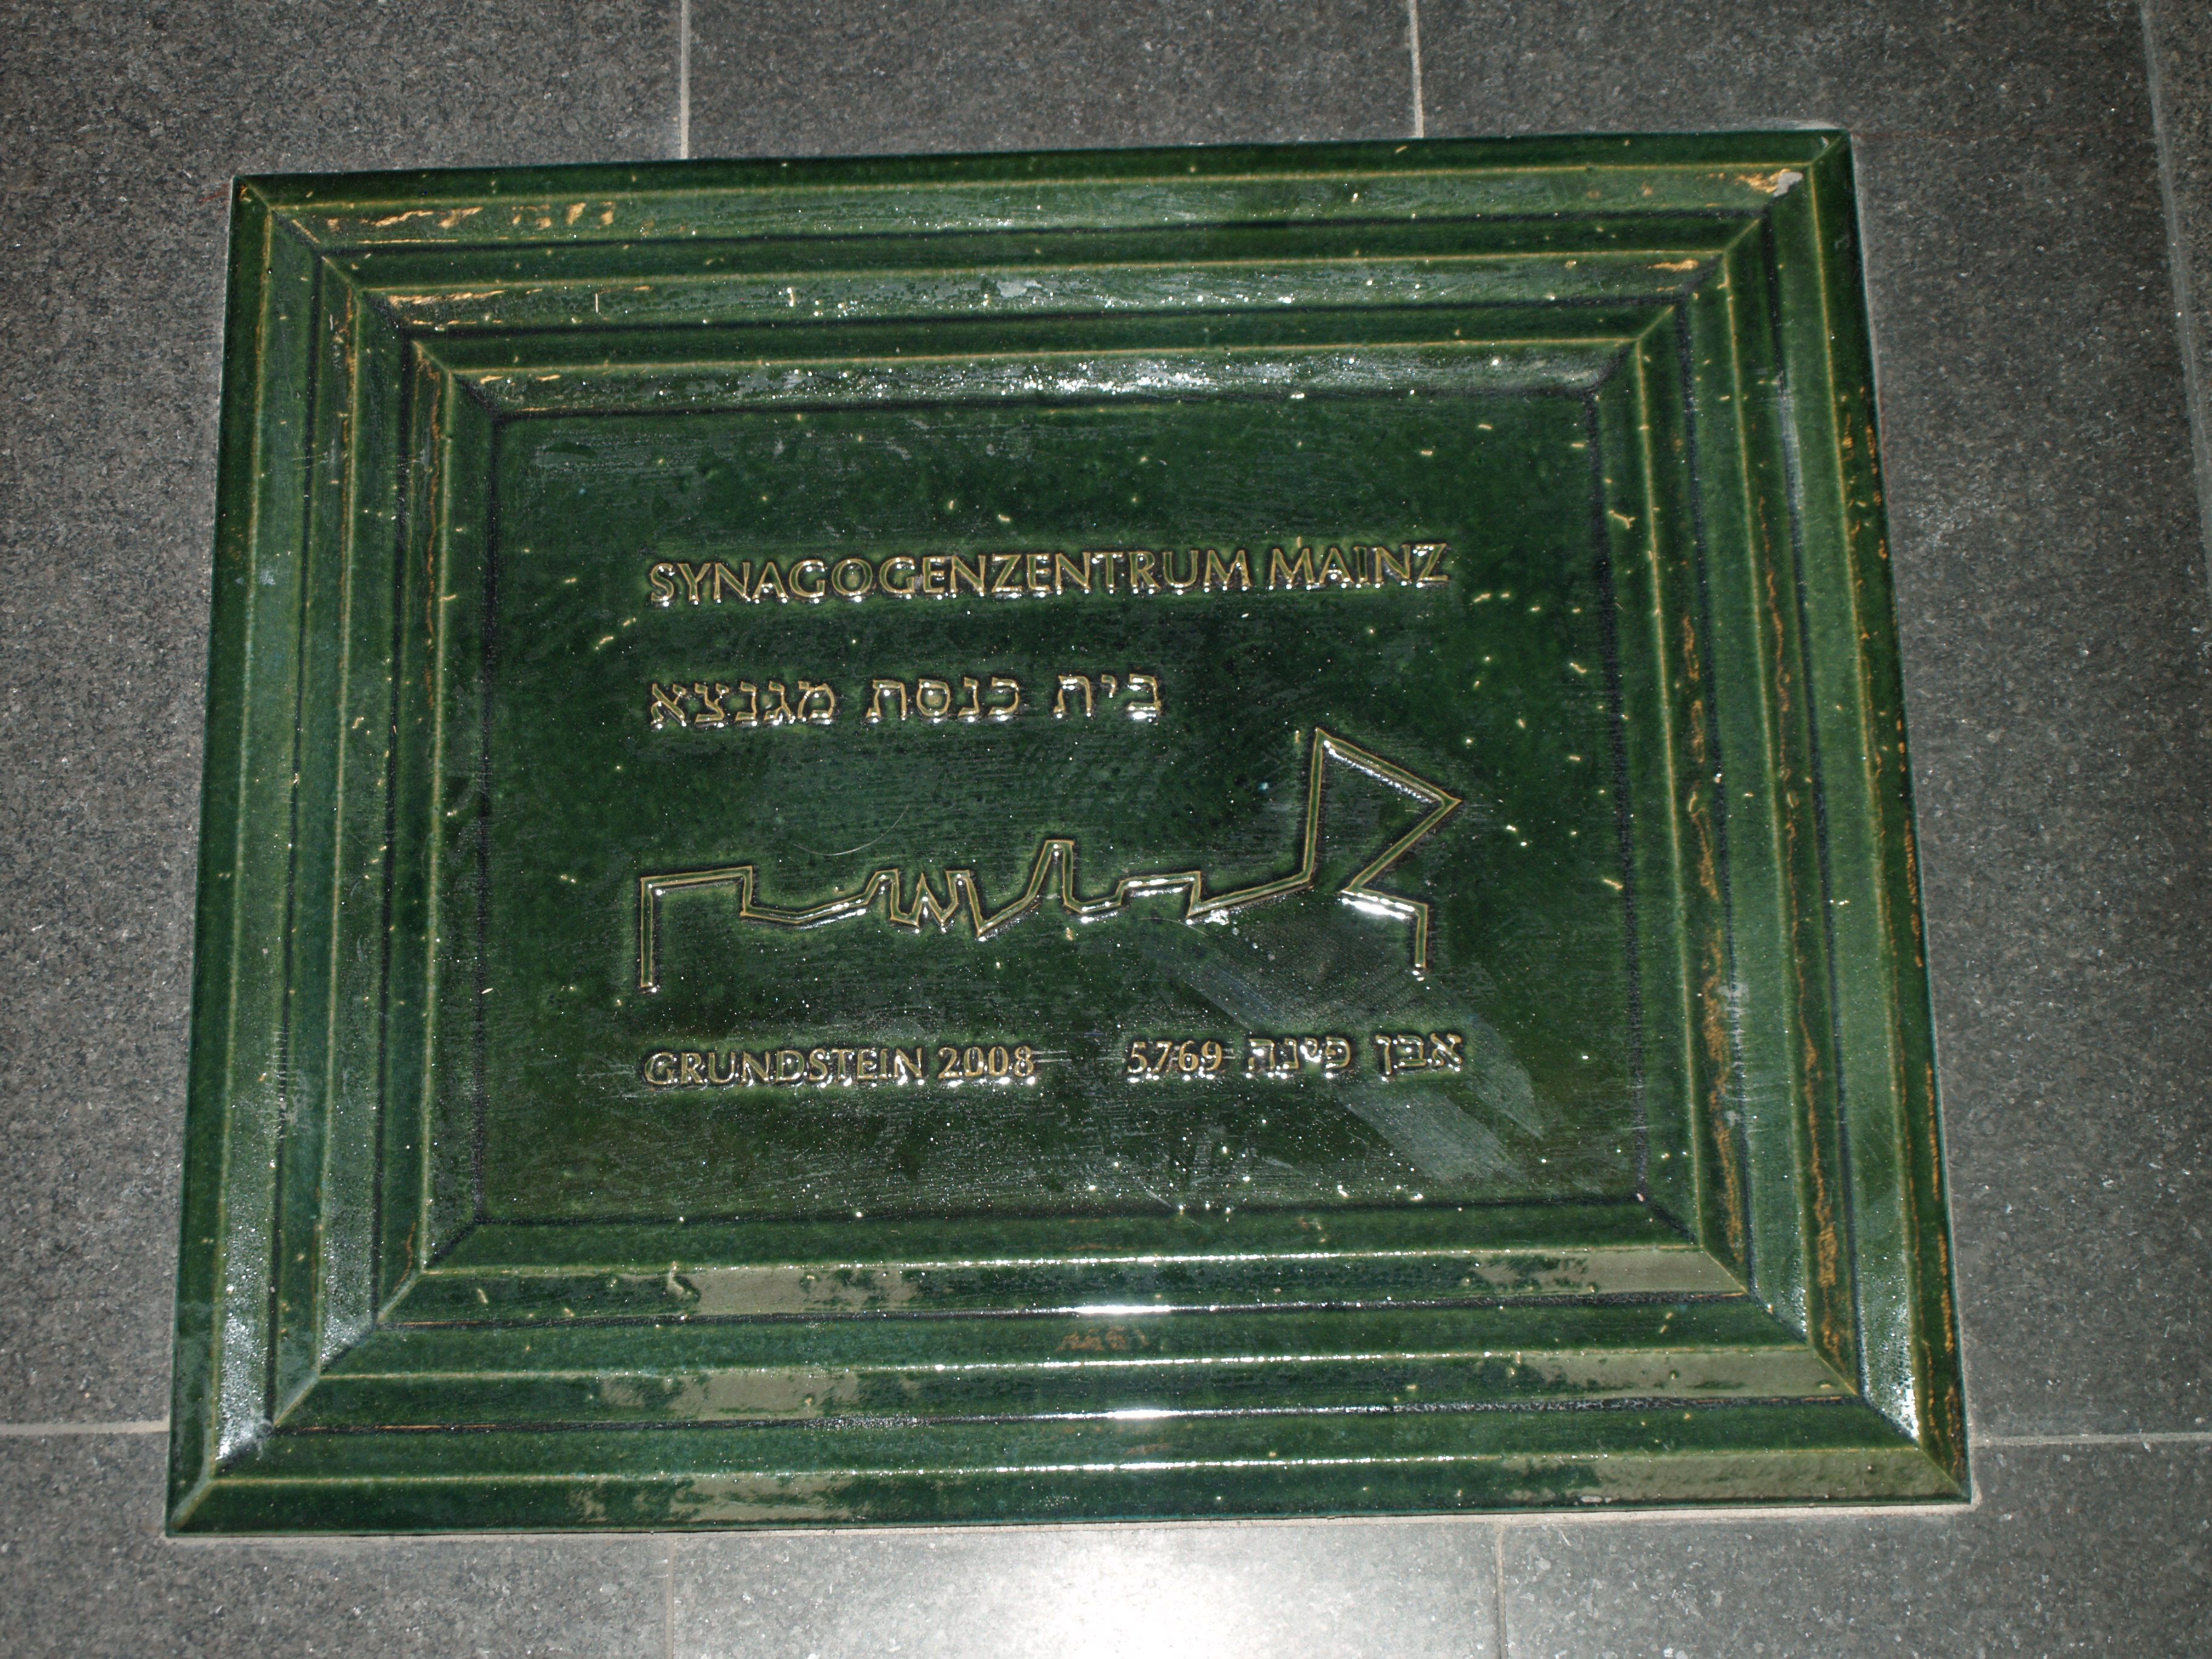 SYNAGOGENZENTRUM MAINZ
בית כנסת מגנצא
GRUNDSTEIN 2008
אבן פינה 5769